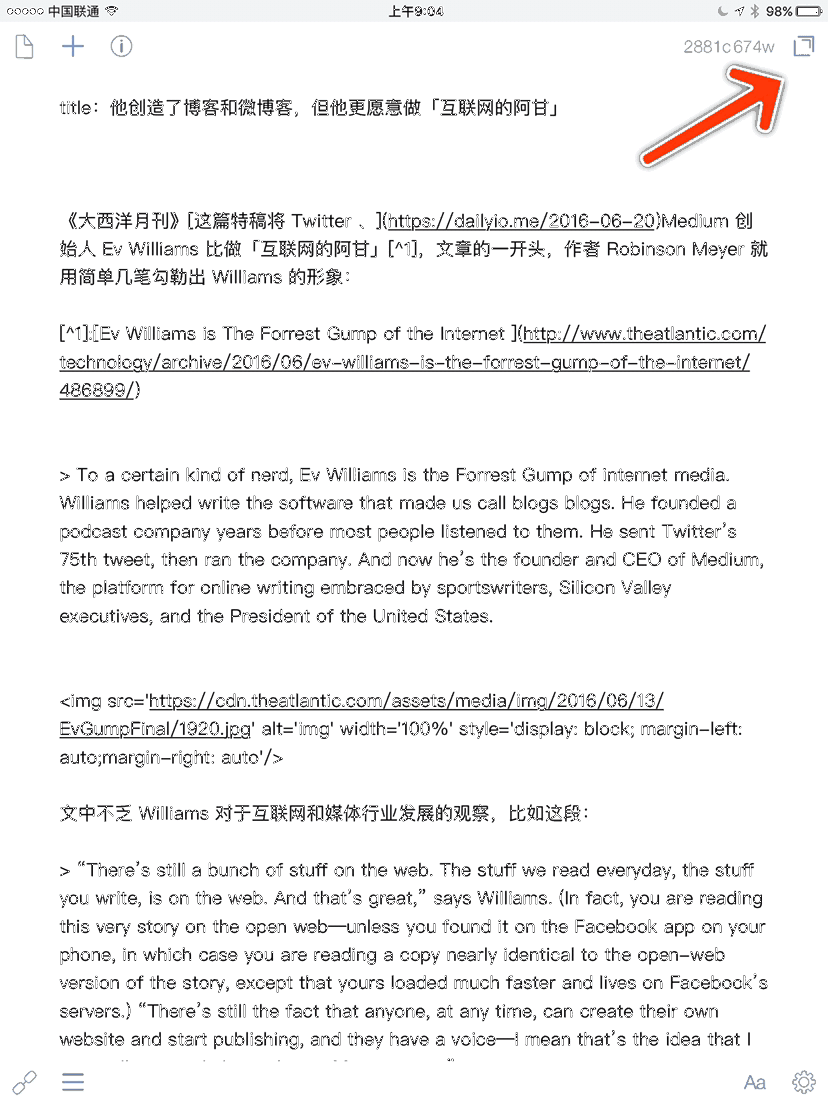 中国联通 上午9:04 98%
2881c674w
title：他创造了博客和微博客，但他更愿意做「互联网的阿甘」
《大西洋月刊》[这篇特稿将 Twitter 、](https://dailyio.me/2016-06-20)Medium 创
始人 Ev Williams 比做「互联网的阿甘」[^1]，文章的一开头，作者 Robinson Meyer 就
用简单几笔勾勒出 Williams 的形象：
[^1]:[Ev Williams is The Forrest Gump of the Internet ](http://www.theatlantic.com/
technology/archive/2016/06/ev-williams-is-the-forrest-gump-of-the-internet/
486899/)
> To a certain kind of nerd, Ev Williams is the Forrest Gump of internet media.
Williams helped write the software that made us call blogs blogs. He founded a
podcast company years before most people listened to them. He sent Twitter’s
75th tweet, then ran the company. And now he’s the founder and CEO of Medium,
the platform for online writing embraced by sportswriters, Silicon Valley
executives, and the President of the United States.
<img src='https://cdn.theatlantic.com/assets/media/img/2016/06/13/
EvGumpFinal/1920.jpg' alt='img' width='100%' style='display: block; margin-left:
auto;margin-right: auto'/>
文中不乏 Williams 对于互联网和媒体行业发展的观察，比如这段：
> “There’s still a bunch of stuff on the web. The stuff we read everyday, the stuff
you write, is on the web. And that’s great,” says Williams. (In fact, you are reading
this very story on the open web—unless you found it on the Facebook app on your
phone, in which case you are reading a copy nearly identical to the open-web
version of the story, except that yours loaded much faster and lives on Facebook’s
servers.) “There’s still the fact that anyone, at any time, can create their own
website and start publishing, and they have a voice—I mean that’s the idea that I
Aa